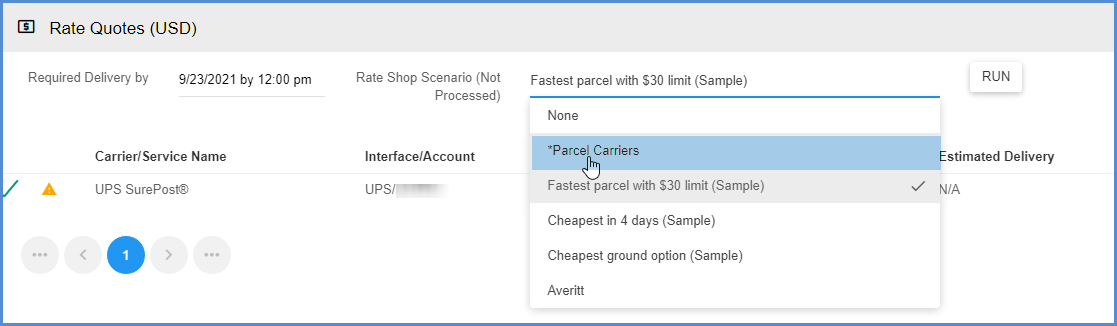 Rate Quotes (USD)
Required Delivery by
9/23/2021 by 12:00 pm
Rate Shop Scenario (Not
Processed)
Fastest parcel with $30 limit (Sample)
RUN
None
*Parcel Carriers
Fastest parcel with $30 limit (Sample)
Cheapest in 4 days (Sample)
Cheapest ground option (Sample)
Averitt
Carrier/Service Name
Interface/Account
Estimated Delivery
UPS SurePost®
UPS/
N/A
1